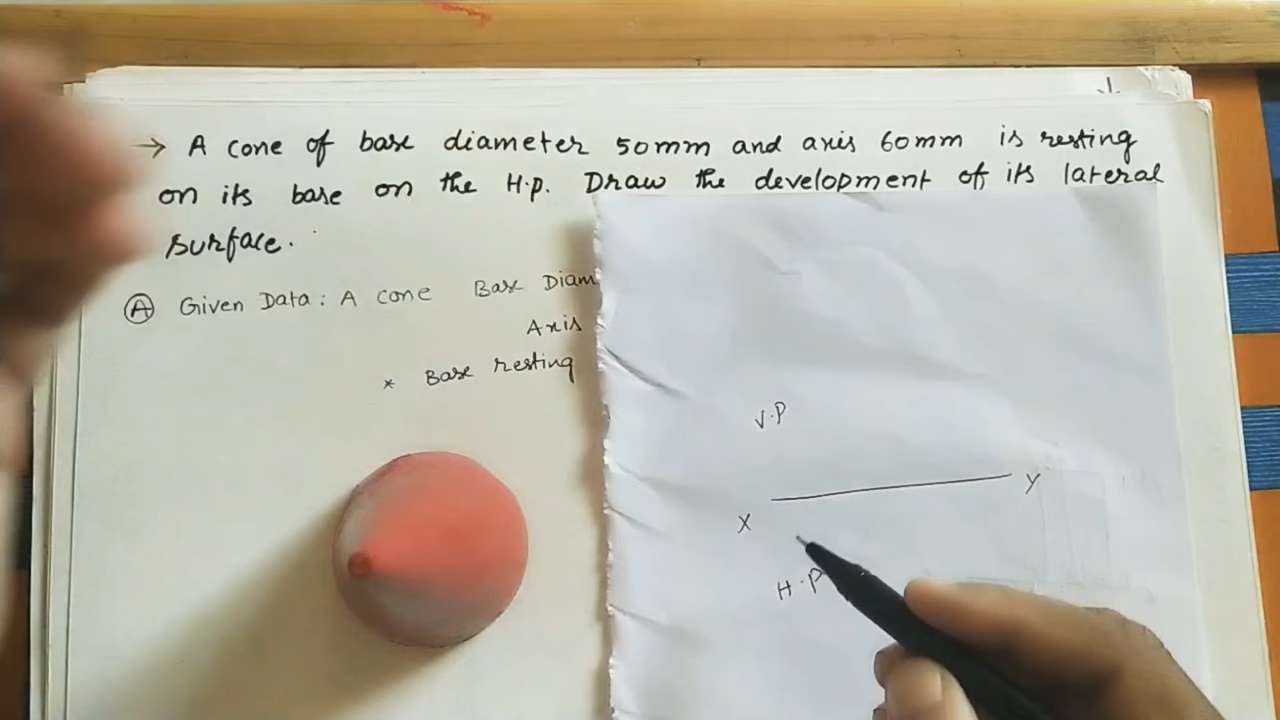 → A cone of base diameter 50mm and axis 60mm is resting
on its base on the H.p. Draw the development of its lateral
surface.
Ⓐ Given Data: A cone Base Diam
Axis
* Base resting
V.P
X Y
H.P